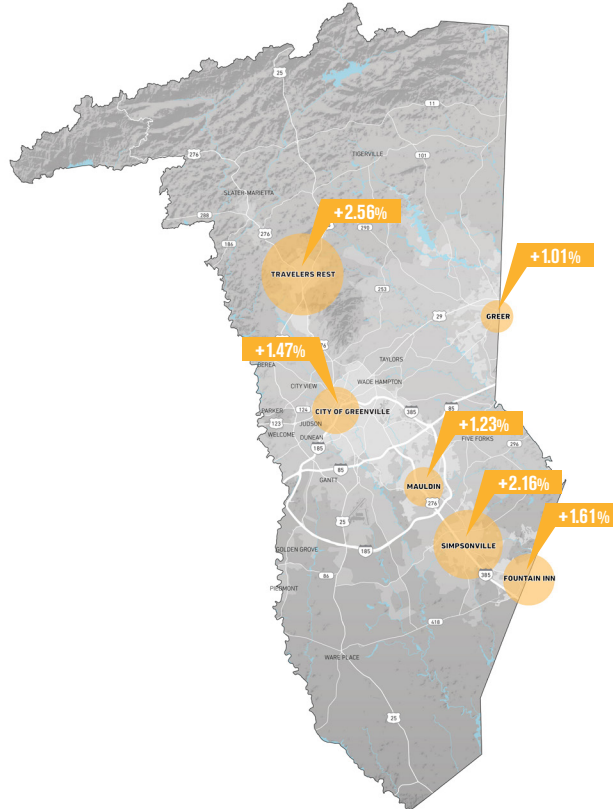 25
11
276
TIGERVILLE
101
SLATER-MARIETTA
288
+2.56%
276
290
186
+1.01%
TRAVELERS REST
253
GREER
29
276
+1.47%
TAYLORS
BEREA
WADE HAMPTON
CITY VIEW
PARKER
124
CITY OF GREENVILLE
385
85
123
JUDSON
WELCOME
DUNEAN
FIVE FORKS
296
185
+1.23%
85
GANTT
+2.16%
MAULDIN
276
+1.61%
25
SIMPSONVILLE
GOLDEN GROVE
185
86
385
FOUNTAIN INN
PIEDMONT
418
WARE PLACE
25